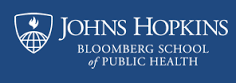 JOHNS HOPKINS
BLOOMBERG SCHOOL
of PUBLIC HEALTH